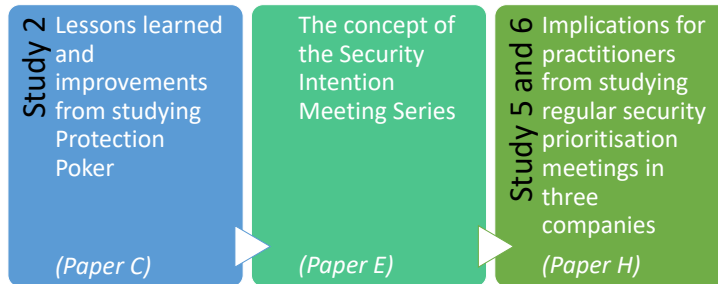 Study 2
Lessons learned
and
improvements
from studying
Protection
Poker
(Paper C)
The concept of
the Security
Intention
Meeting Series
(Paper E)
Study 5 and 6
Implications for
practitioners
from studying
regular security
prioritisation
meetings in
three
companies
(Paper H)